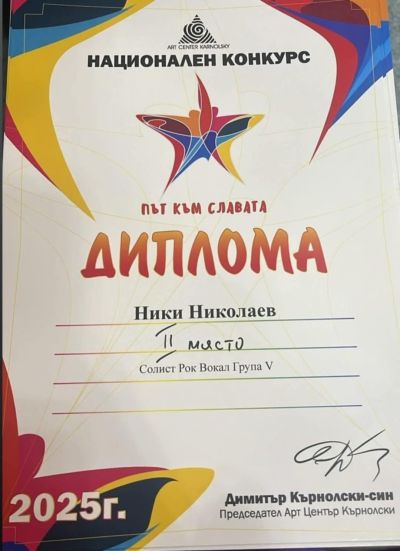 ART CENTER KARNOLSKY
НАЦИОНАЛЕН КОНКУРС
ПЪТ КЪМ СЛАВАТА
ДИПЛОМА
Ники Николаев
II място
Солист Рок Вокал Група V
2025г.
Димитър Кърнолски-син
Председател Арт Център Кърнолски